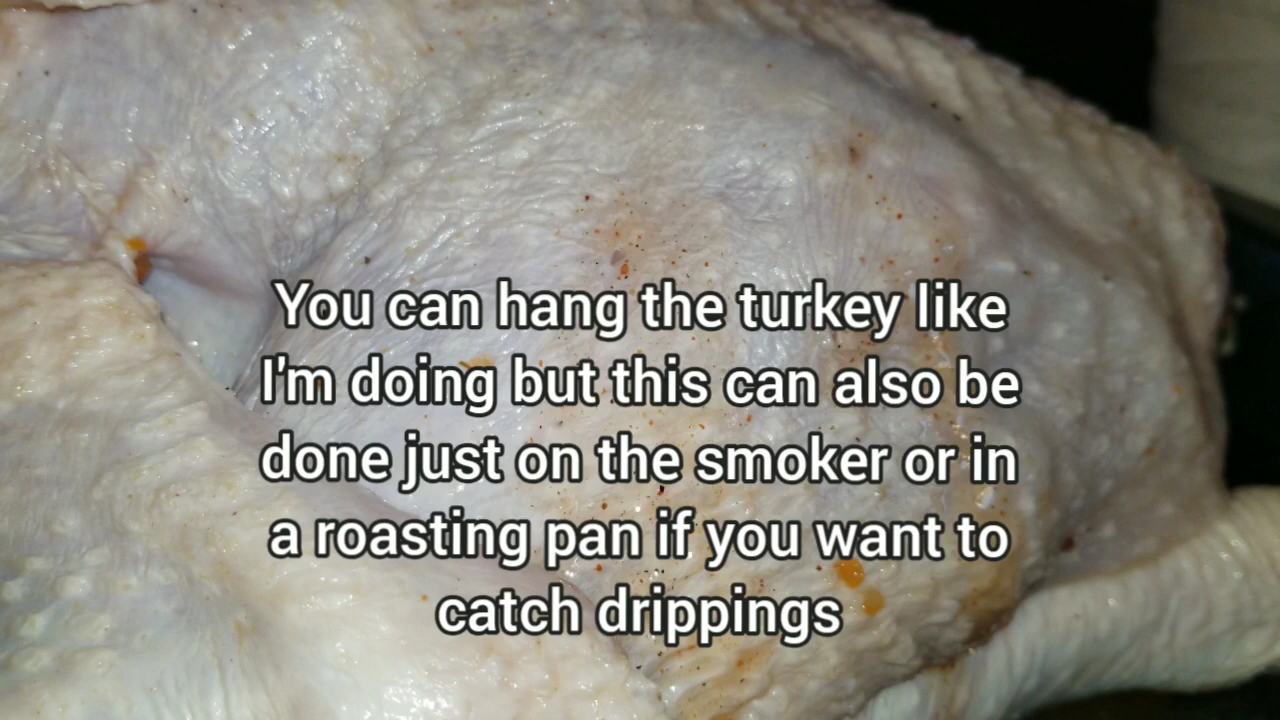 You can hang the turkey like
I'm doing but this can also be
done just on the smoker or in
a roasting pan if you want to
catch drippings